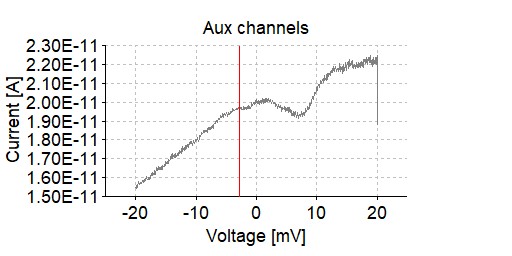 Aux channels
Current [A]
2.30E-11
2.20E-11
2.10E-11
2.00E-11
1.90E-11
1.80E-11
1.70E-11
1.60E-11
1.50E-11
-20 -10 0 10 20
Voltage [mV]